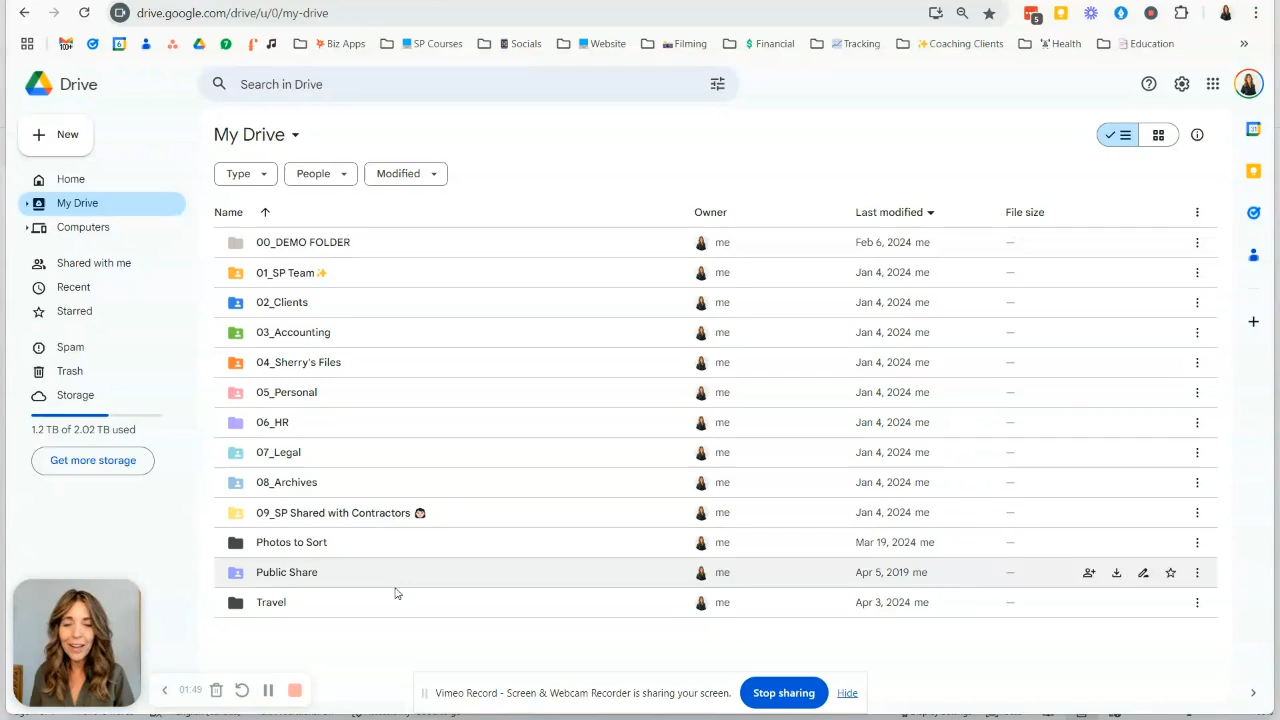 drive.google.com/drive/u/0/my-drive
5
100+ 6 7 Biz Apps SP Courses Socials Website Filming $ Financial Tracking Coaching Clients Health Education
Drive
Search in Drive
New
My Drive
31
Type People Modified
Home
My Drive
Computers
Shared with me
Recent
Starred
Spam
Trash
Storage
1.2 TB of 2.02 TB used
Get more storage
Name Owner Last modified File size
00_DEMO FOLDER me Feb 6, 2024 me —
01_SP Team✨ me Jan 4, 2024 me —
02_Clients me Jan 4, 2024 me —
03_Accounting me Jan 4, 2024 me —
04_Sherry's Files me Jan 4, 2024 me —
05_Personal me Jan 4, 2024 me —
06_HR me Jan 4, 2024 me —
07_Legal me Jan 4, 2024 me —
08_Archives me Jan 4, 2024 me —
09_SP Shared with Contractors me Jan 4, 2024 me —
Photos to Sort me Mar 19, 2024 me —
Public Share me Apr 5, 2019 me —
Travel me Apr 3, 2024 me —
01:49
Vimeo Record - Screen & Webcam Recorder is sharing your screen. Stop sharing Hide